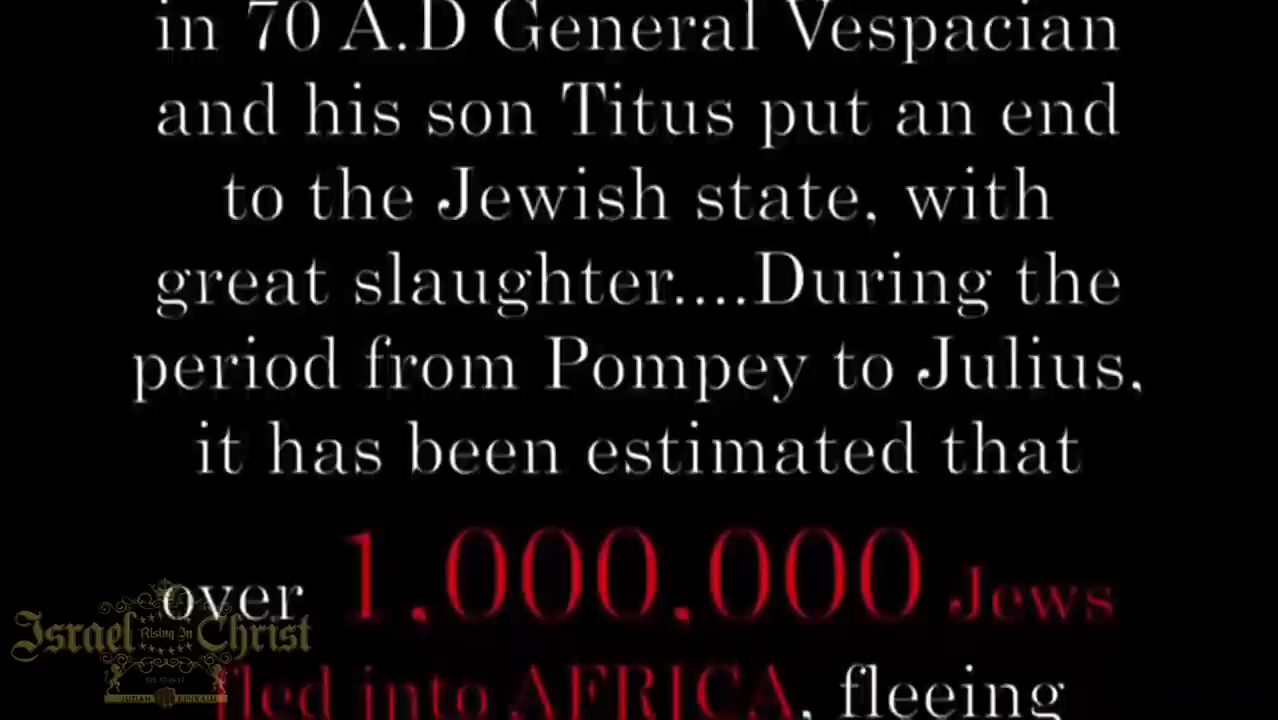 in 70 A.D General Vespacian
and his son Titus put an end
to the Jewish state, with
great slaughter....During the
period from Pompey to Julius,
it has been estimated that
over 1,000,000 Jews
fled into AFRICA, fleeing
Israel Rising In Christ
JUDAH EPHRAIM